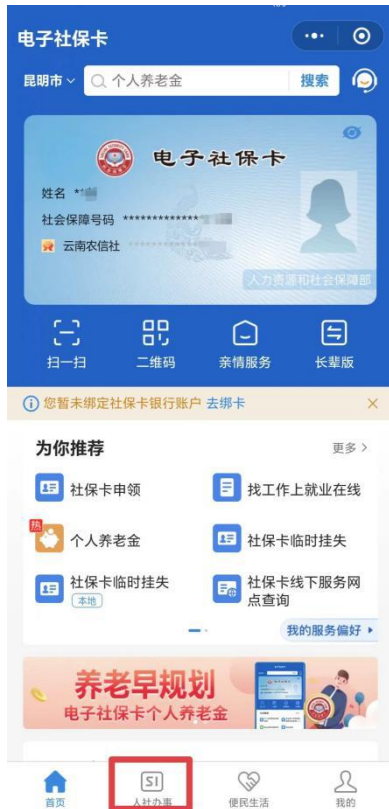 电子社保卡
昆明市 个人养老金 搜索
电子社保卡
姓名 **
社会保障号码 **************
云南农信社
人力资源和社会保障部
扫一扫 二维码 亲情服务 长辈版
您暂未绑定社保卡银行账户 去绑卡
为你推荐 更多
社保卡申领 找工作上就业在线
热
个人养老金 社保卡临时挂失
社保卡临时挂失 社保卡线下服务网点查询
本地
我的服务偏好
养老早规划
电子社保卡个人养老金
SI
首页 人社办事 便民生活 我的